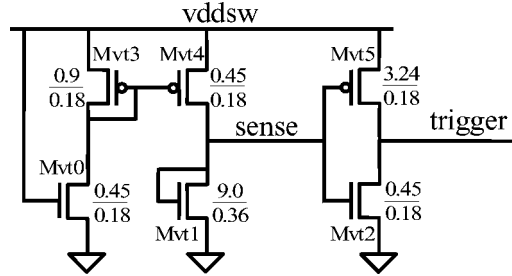 vddsw
Mvt3 Mvt4 Mvt5
0.9 0.45 3.24
0.18 0.18 0.18
sense trigger
Mvt0
0.45 9.0 0.45
0.18 0.36 0.18
Mvt1 Mvt2